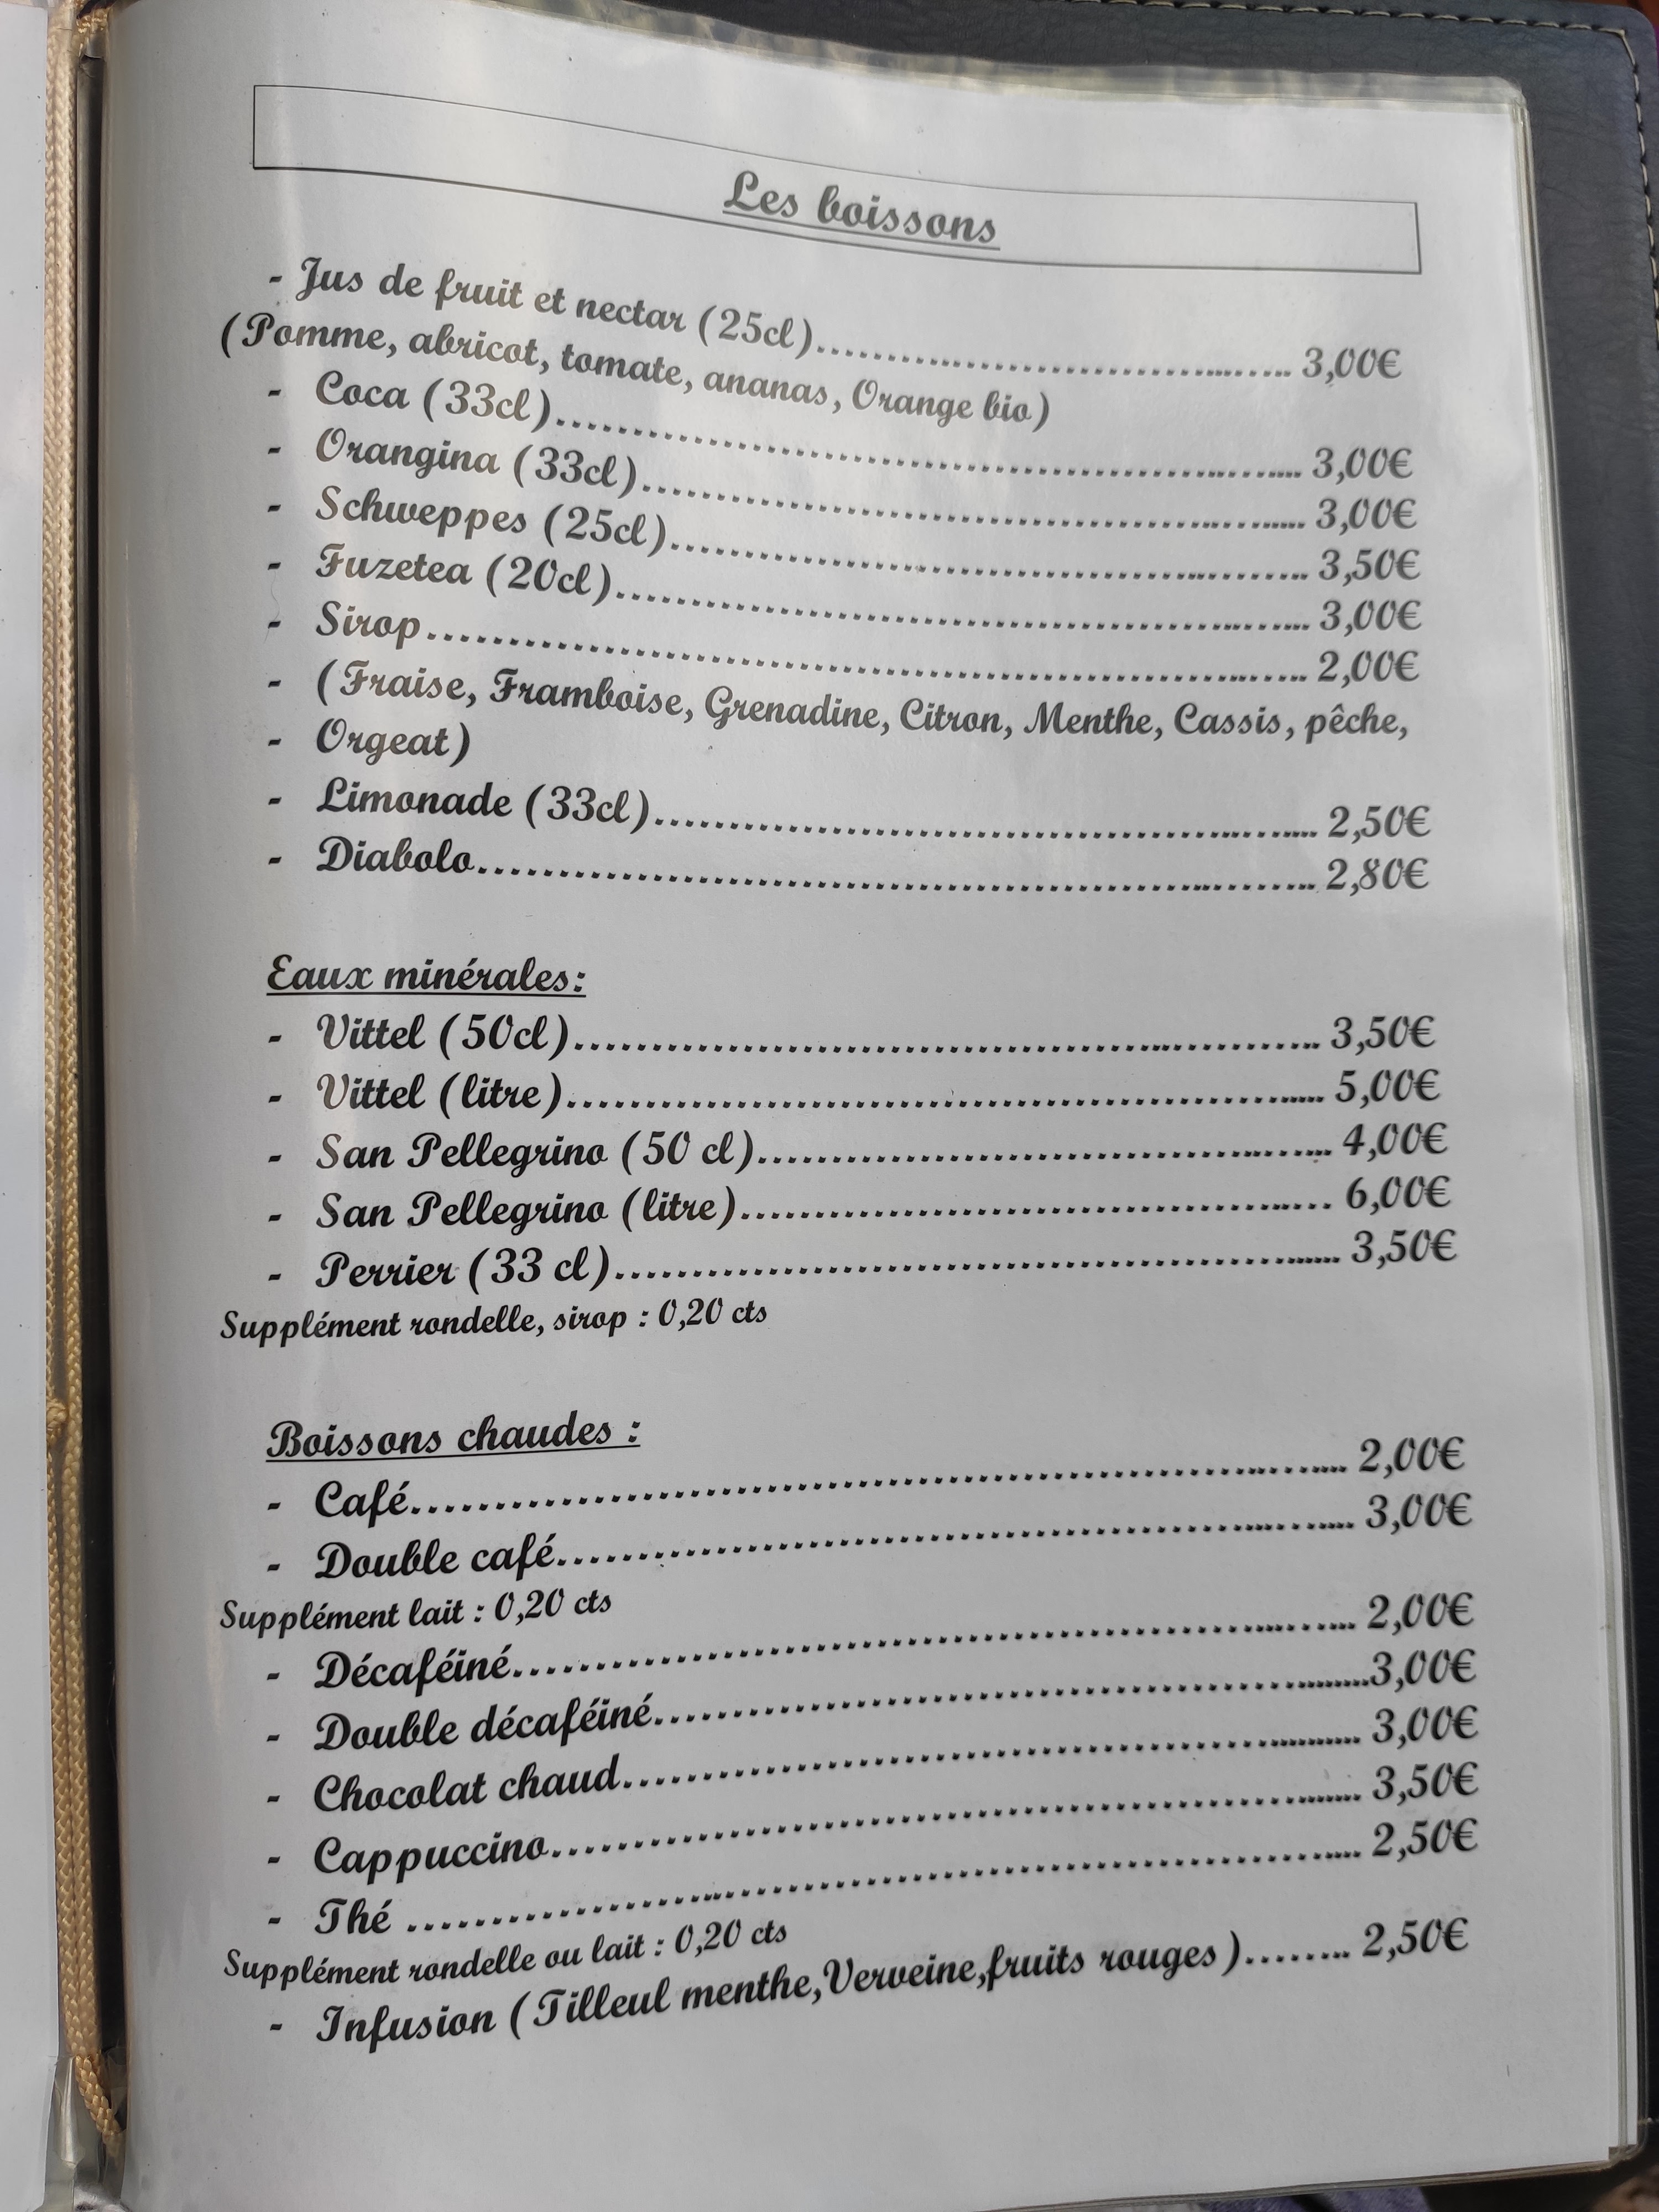 Les boissons
- Jus de fruit et nectar (25cl)................................................ 3,00€
(Pomme, abricot, tomate, ananas, Orange bio)
- Coca (33cl)................................................ 3,00€
- Orangina (33cl)................................................ 3,00€
- Schweppes (25cl)................................................ 3,50€
- Fuzetea (20cl)................................................ 3,00€
- Sirop................................................ 2,00€
- (Fraise, Framboise, Grenadine, Citron, Menthe, Cassis, pêche,
- Orgeat)
- Limonade (33cl)................................................ 2,50€
- Diabolo................................................ 2,80€
Eaux minérales:
- Vittel (50cl)................................................ 3,50€
- Vittel (litre)................................................ 5,00€
- San Pellegrino (50 cl)................................................ 4,00€
- San Pellegrino (litre)................................................ 6,00€
- Perrier (33 cl)................................................ 3,50€
Supplément rondelle, sirop : 0,20 cts
Boissons chaudes :
- Café................................................ 2,00€
- Double café................................................ 3,00€
Supplément lait : 0,20 cts
- Décaféiné................................................ 2,00€
- Double décaféiné................................................3,00€
- Chocolat chaud................................................ 3,00€
- Cappuccino................................................ 3,50€
- Thé ................................................ 2,50€
Supplément rondelle ou lait : 0,20 cts
- Infusion (Tilleul menthe,Verveine,fruits rouges)......... 2,50€